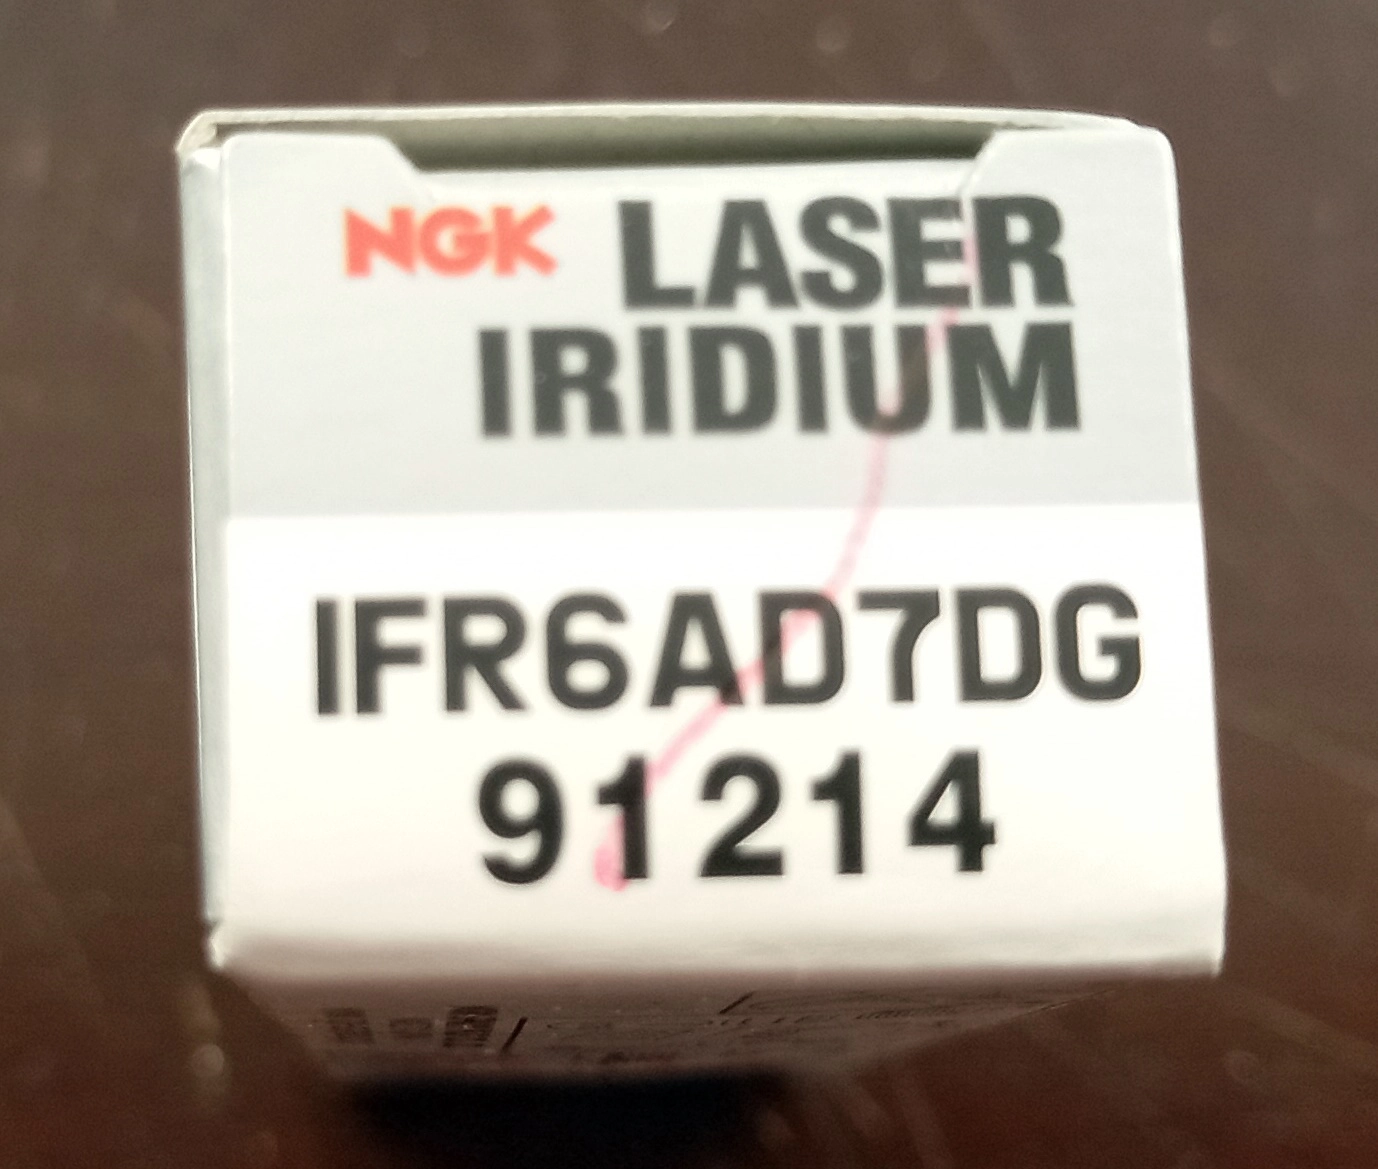 NGK LASER
IRIDIUM
IFR6AD7DG
91214